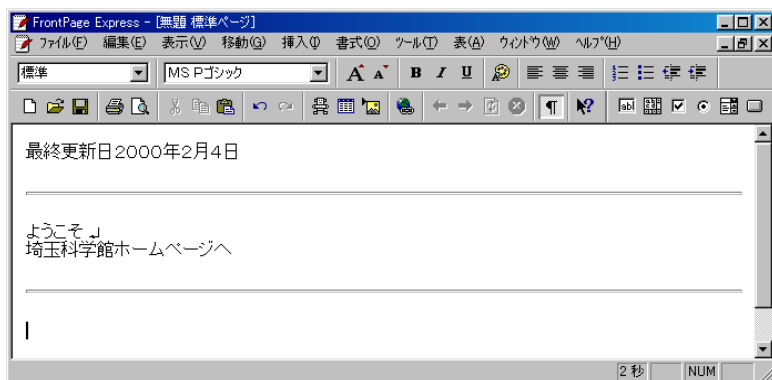 FrontPage Express - [無題 標準ページ]
ファイル(F) 編集(E) 表示(V) 移動(G) 挿入(I) 書式(O) ツール(T) 表(A) ウィンドウ(W) ヘルプ(H)
標準 MS Pゴシック A A B I U
abl
最終更新日2000年2月4日
ようこそ
埼玉科学館ホームページへ
2 秒 NUM